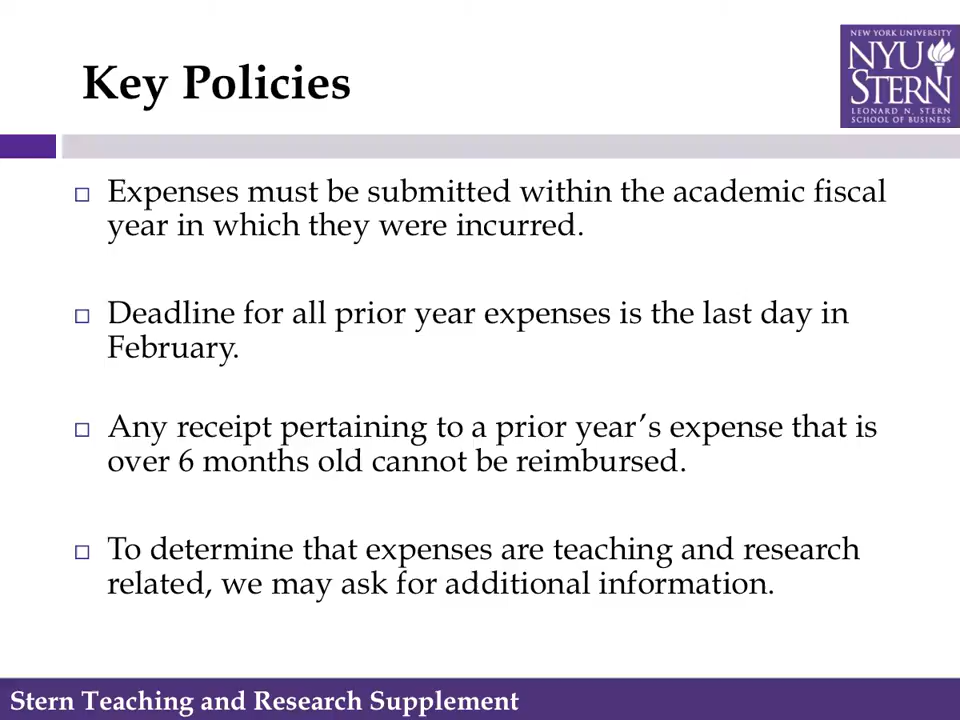 Key Policies
NEW YORK UNIVERSITY
NYU
STERN
LEONARD N. STERN
SCHOOL OF BUSINESS
Expenses must be submitted within the academic fiscal
year in which they were incurred.
Deadline for all prior year expenses is the last day in
February.
Any receipt pertaining to a prior year’s expense that is
over 6 months old cannot be reimbursed.
To determine that expenses are teaching and research
related, we may ask for additional information.
Stern Teaching and Research Supplement